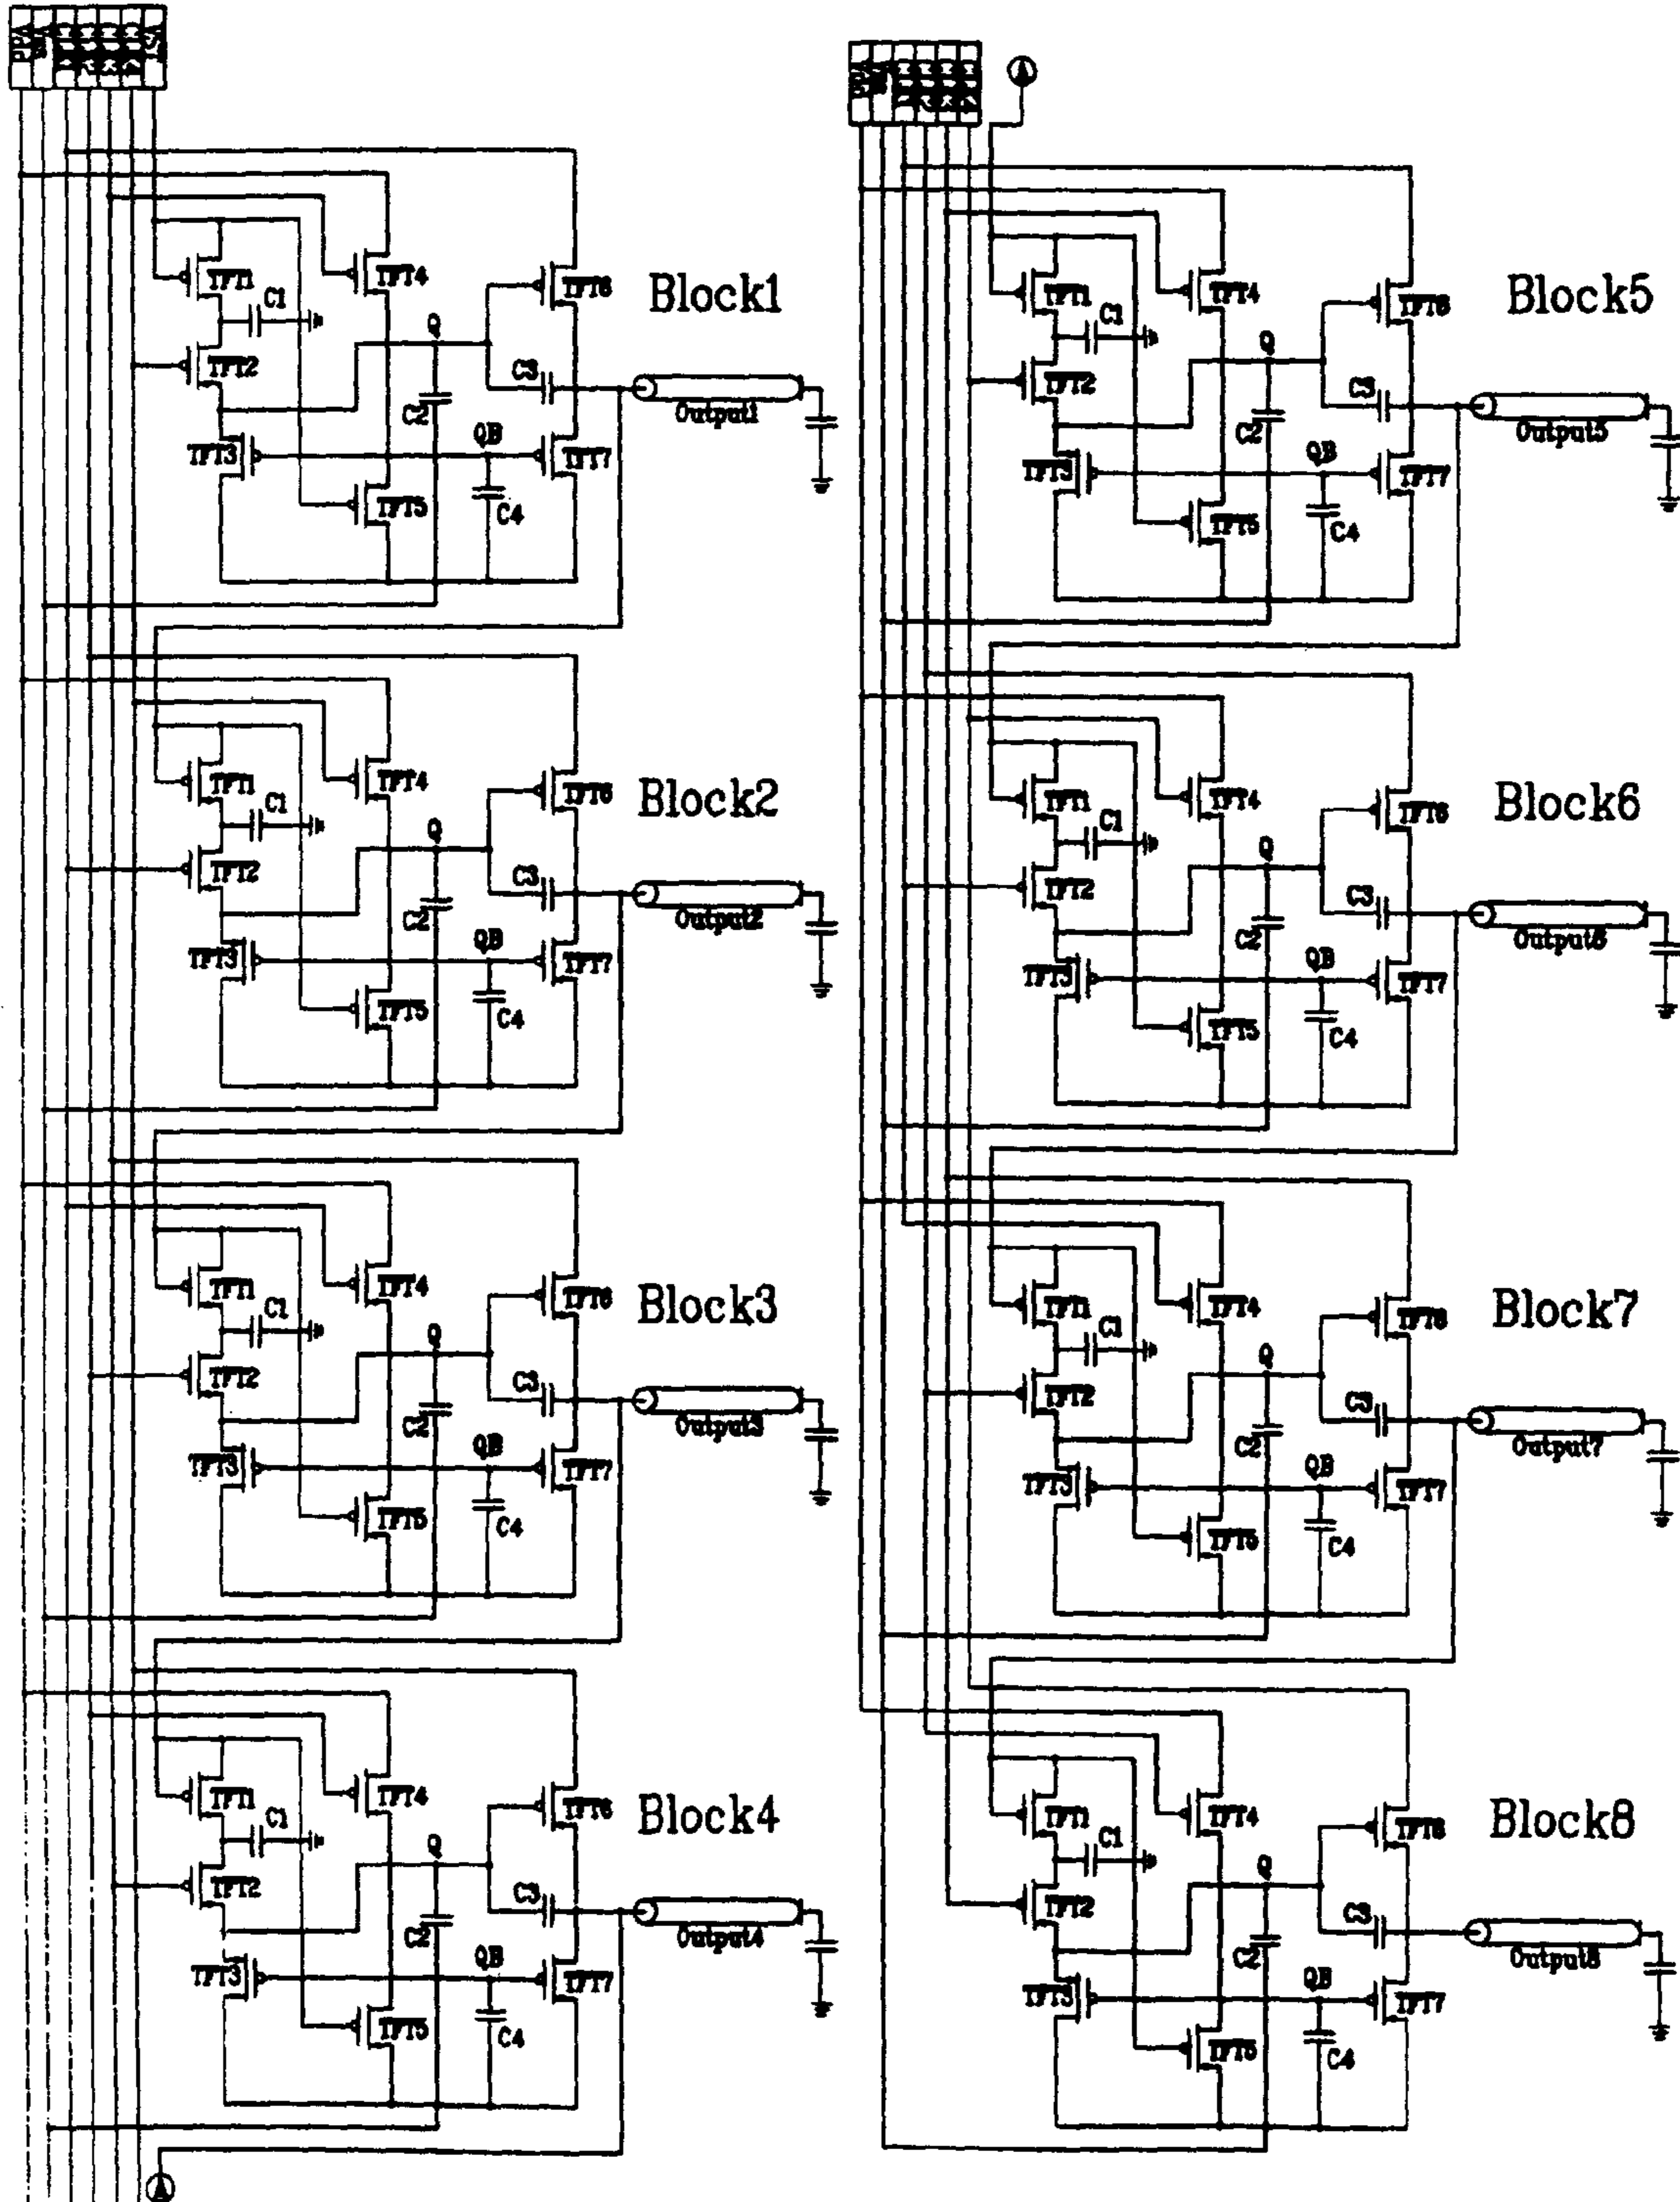 Block1
TFT1
TFT4
TFT6
C1
TFT2
Q
C3
C2
Output1
TFT3
QB
TFT7
TFT5
C4
Block2
TFT1
TFT4
TFT6
C1
TFT2
Q
C3
C2
Output2
TFT3
QB
TFT7
TFT5
C4
Block3
TFT1
TFT4
TFT6
C1
TFT2
Q
C3
C2
Output3
TFT3
QB
TFT7
TFT5
C4
Block4
TFT1
TFT4
TFT6
C1
TFT2
Q
C3
C2
Output4
TFT3
QB
TFT7
TFT5
C4
A
A
Block5
TFT1
TFT4
TFT6
C1
TFT2
Q
C3
C2
Output5
TFT3
QB
TFT7
TFT5
C4
Block6
TFT1
TFT4
TFT6
C1
TFT2
Q
C3
C2
Output6
TFT3
QB
TFT7
TFT5
C4
Block7
TFT1
TFT4
TFT6
C1
TFT2
Q
C3
C2
Output7
TFT3
QB
TFT7
TFT5
C4
Block8
TFT1
TFT4
TFT6
C1
TFT2
Q
C3
C2
Output8
TFT3
QB
TFT7
TFT5
C4